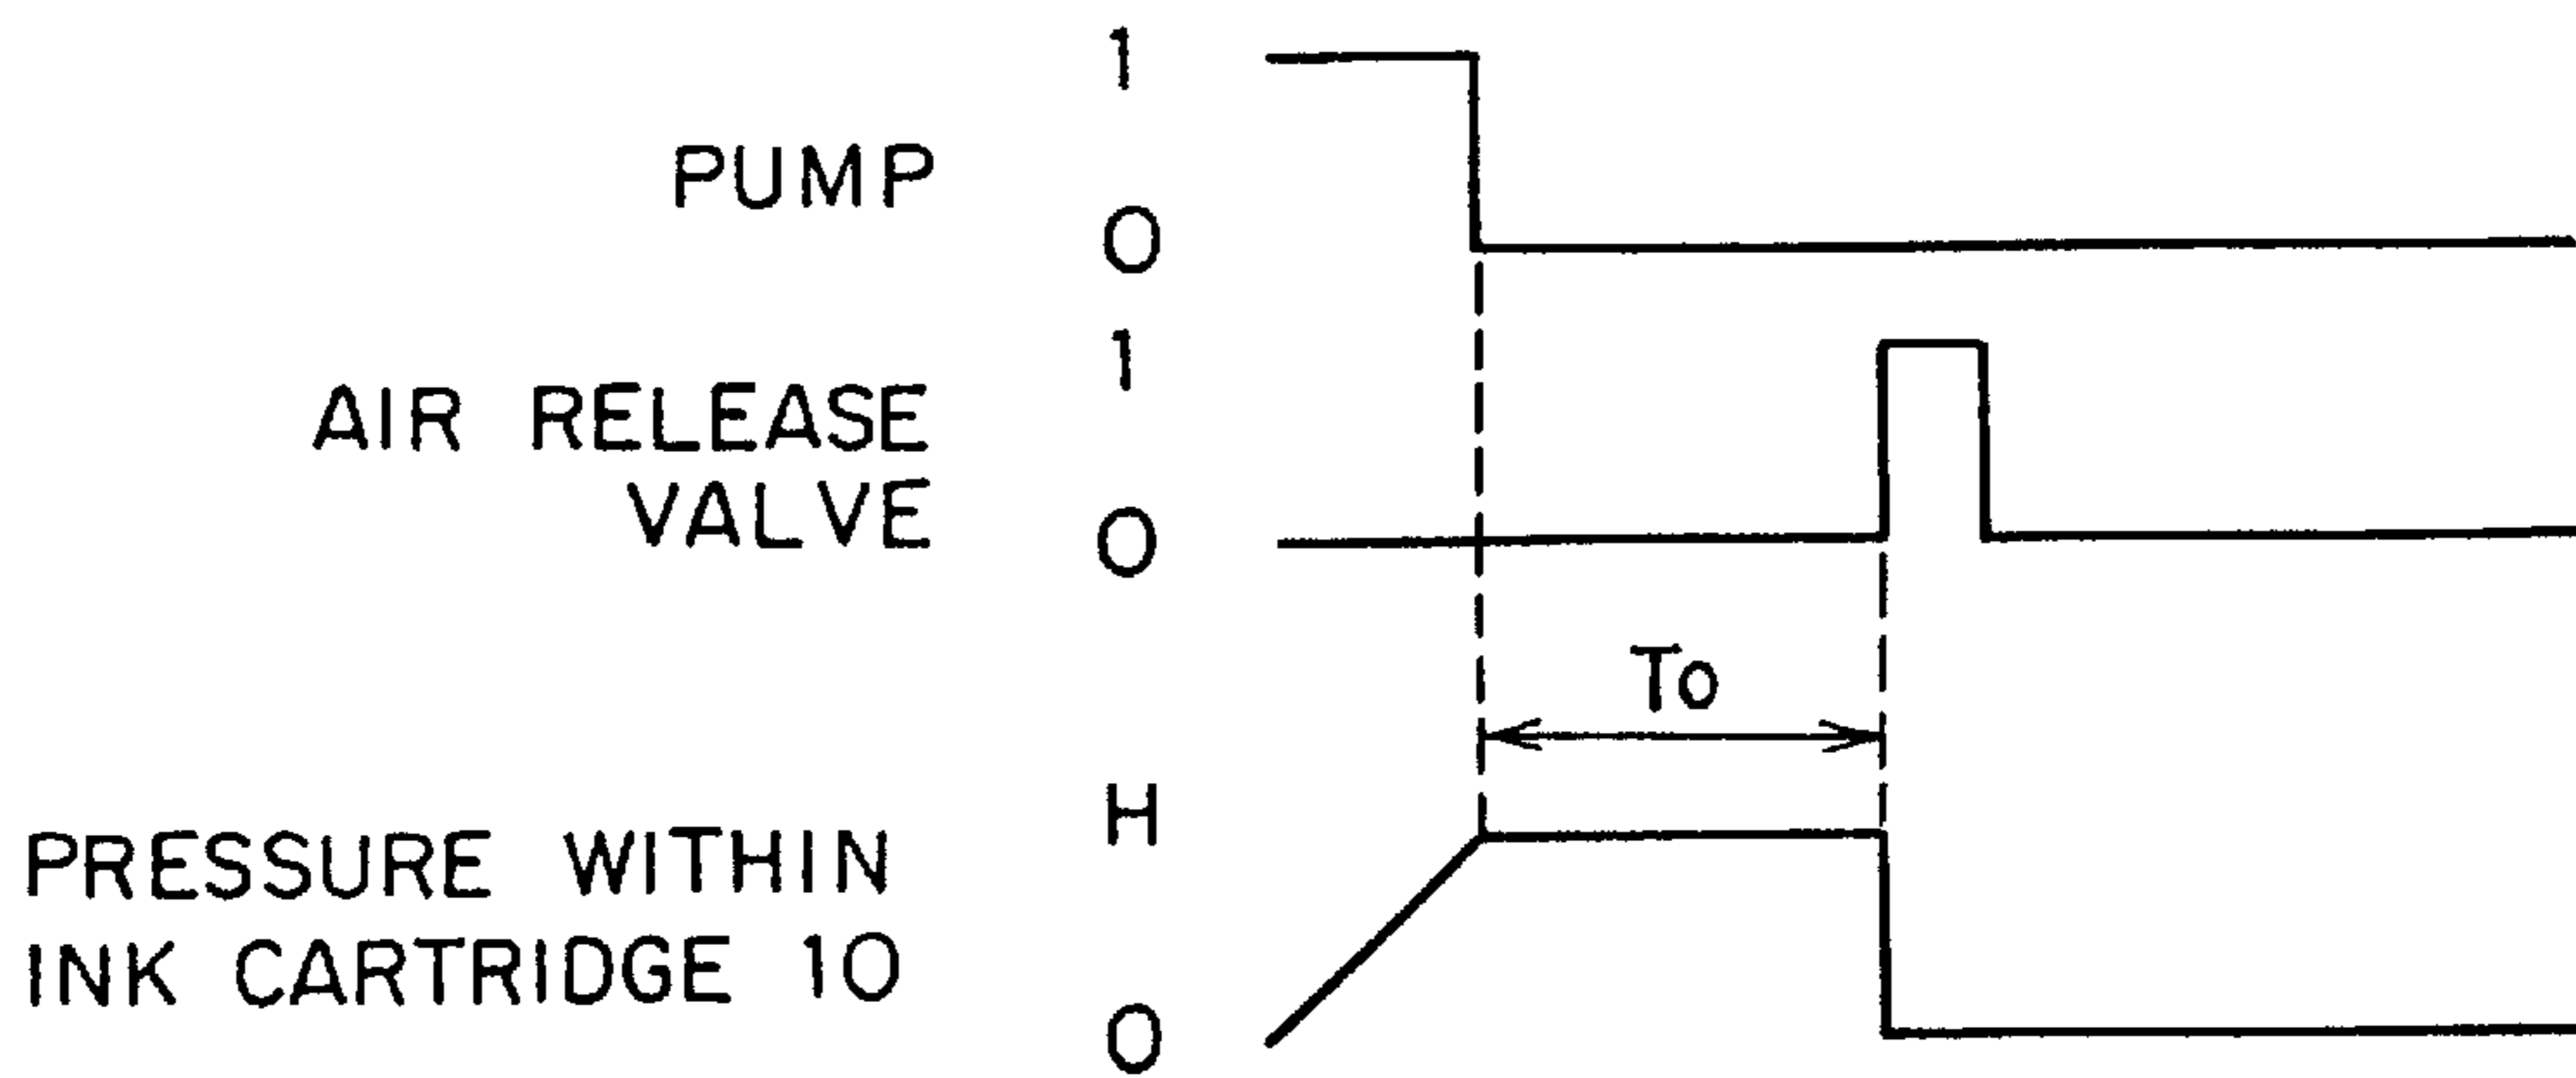 1
PUMP
0
1
AIR RELEASE
VALVE
0
To
H
PRESSURE WITHIN
INK CARTRIDGE 10
0